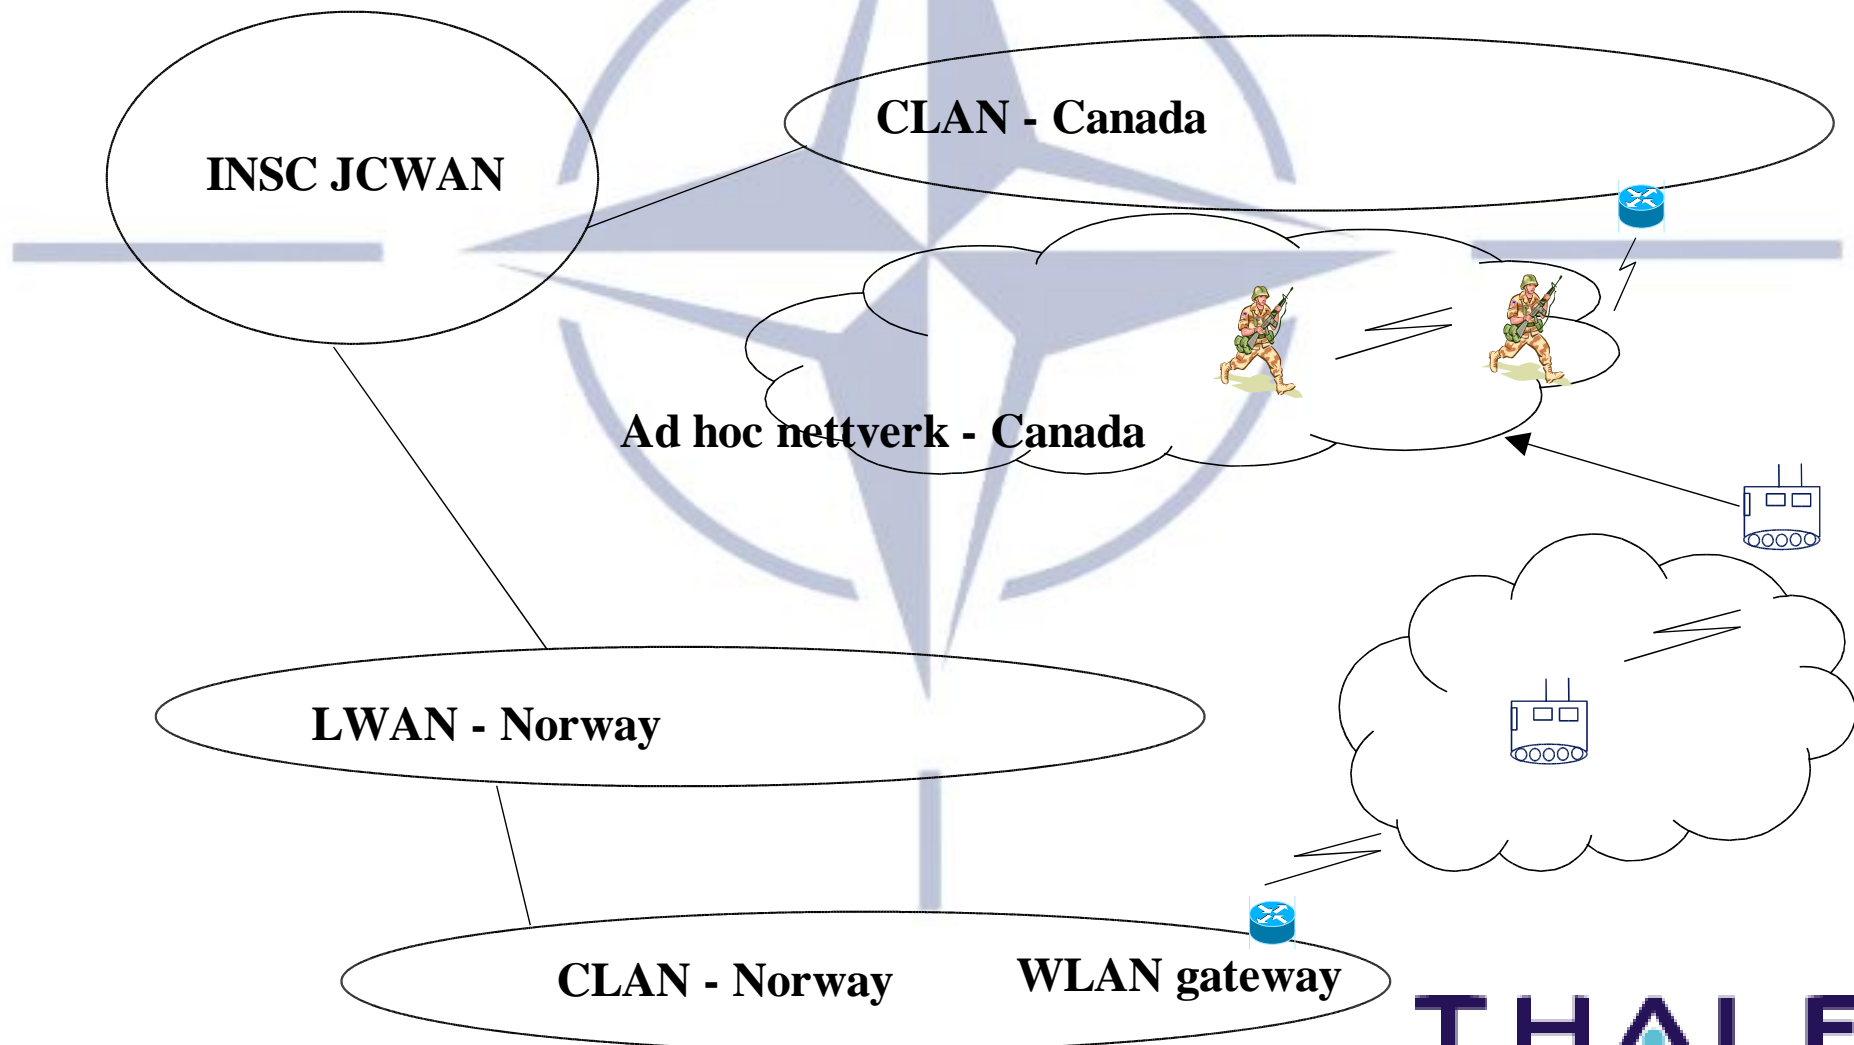 CLAN - Canada
INSC JCWAN
Ad hoc nettverk - Canada
LWAN - Norway
CLAN - Norway
WLAN gateway